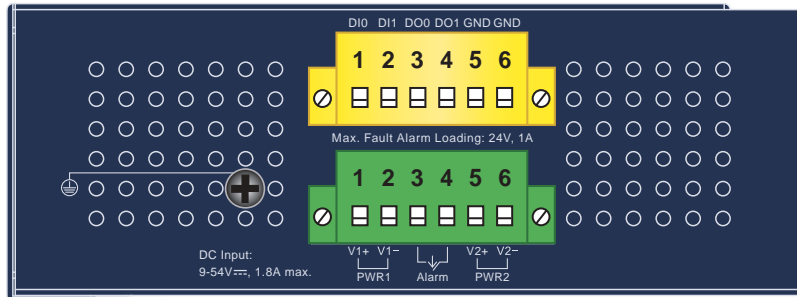 DI0 DI1 DO0 DO1 GND GND
1 2 3 4 5 6
Max. Fault Alarm Loading: 24V, 1A
1 2 3 4 5 6
V1+ V1− V2+ V2−
PWR1 Alarm PWR2
DC Input:
9-54V⎓, 1.8A max.